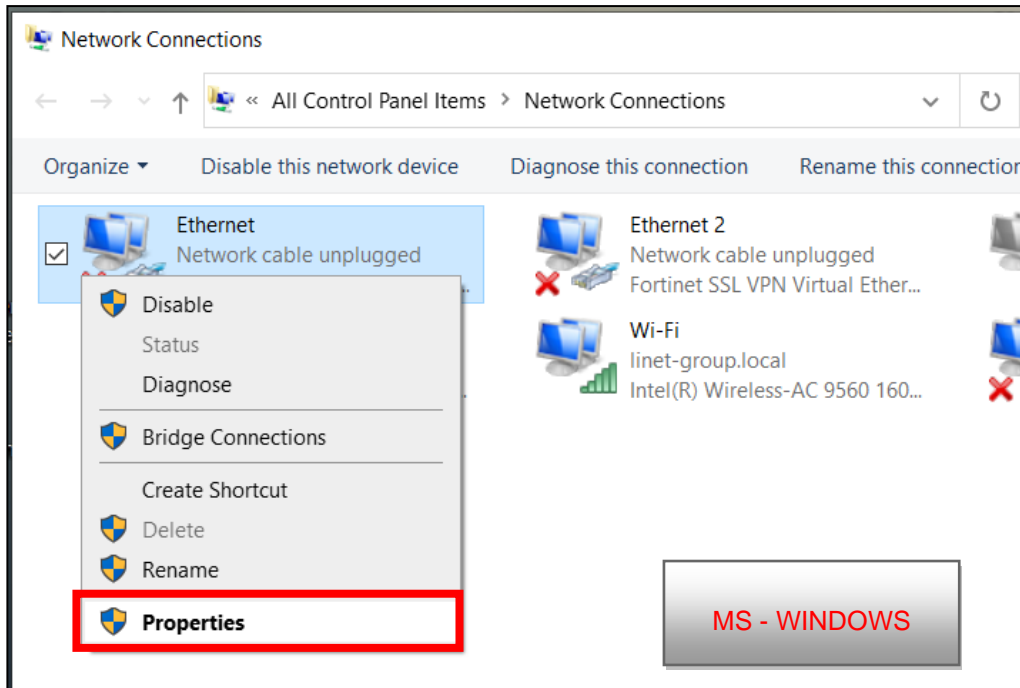 Network Connections
« All Control Panel Items > Network Connections
Organize Disable this network device Diagnose this connection Rename this connection
Ethernet
Network cable unplugged
Ethernet 2
Network cable unplugged
Fortinet SSL VPN Virtual Ether...
Wi-Fi
linet-group.local
Intel(R) Wireless-AC 9560 160...
Disable
Status
Diagnose
Bridge Connections
Create Shortcut
Delete
Rename
Properties
MS - WINDOWS